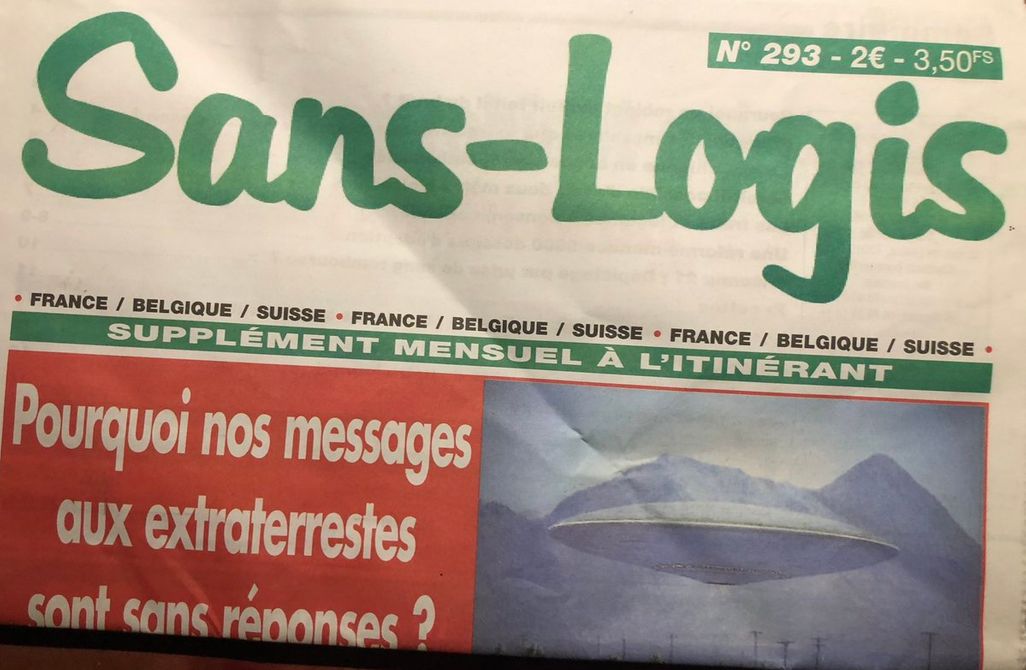 N° 293 - 2€ - 3,50FS
Sans-Logis
• FRANCE / BELGIQUE / SUISSE • FRANCE / BELGIQUE / SUISSE • FRANCE / BELGIQUE / SUISSE •
SUPPLÉMENT MENSUEL À L'ITINÉRANT
Pourquoi nos messages
aux extraterrestes
sont sans réponses ?